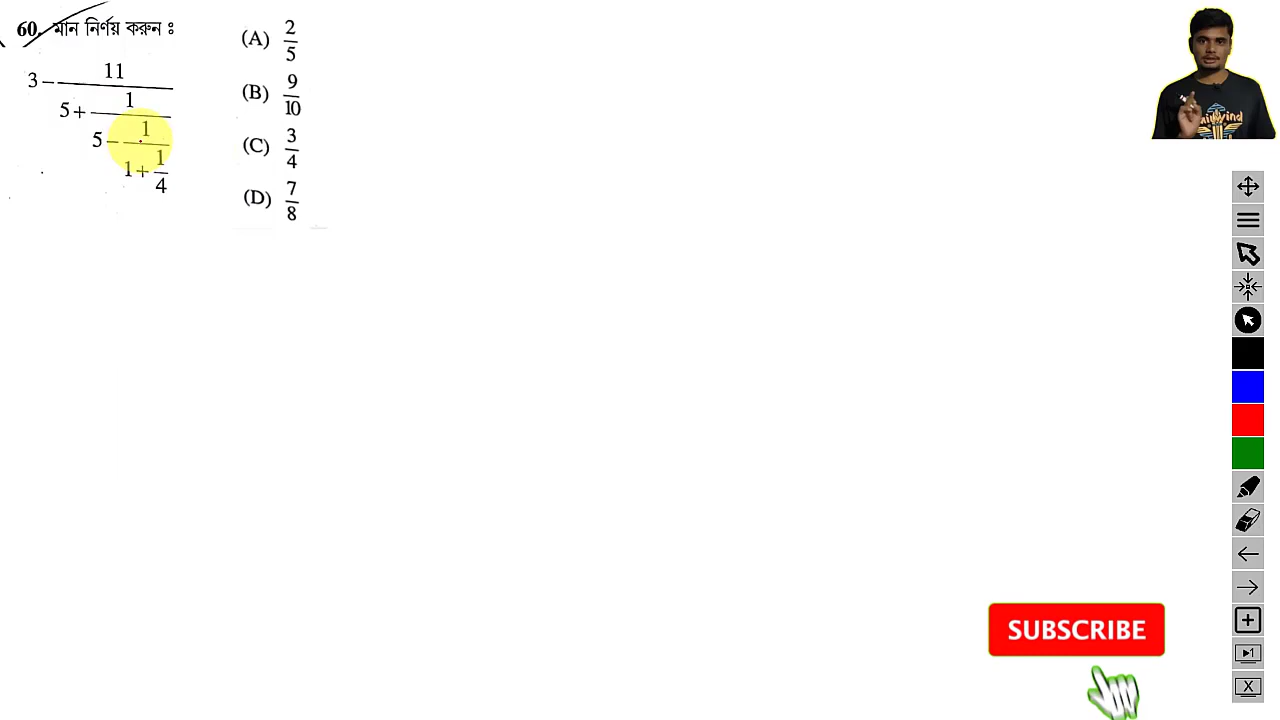 60. মান নির্ণয় করুন ঃ
3 - 11
5 + 1
5 - 1
1 + 1
4
(A) 2/5
(B) 9/10
(C) 3/4
(D) 7/8
SUBSCRIBE